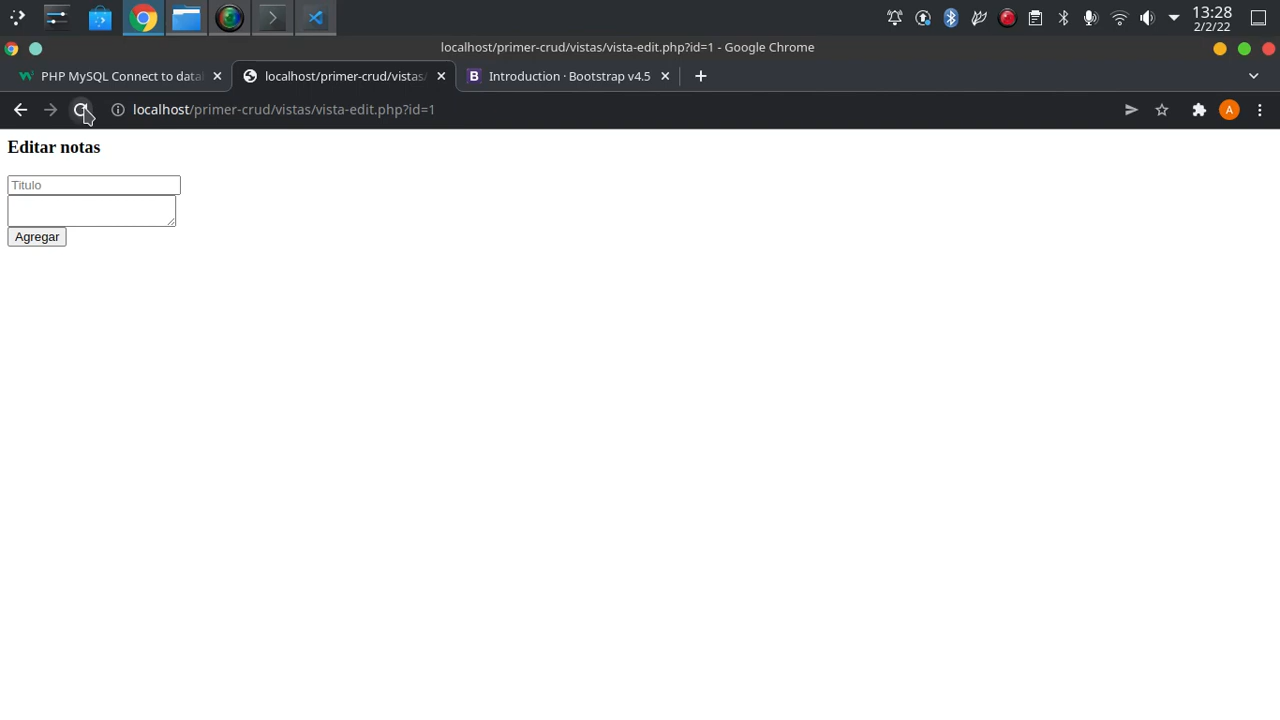 13:28
2/2/22
localhost/primer-crud/vistas/vista-edit.php?id=1 - Google Chrome
PHP MySQL Connect to data
localhost/primer-crud/vistas/
Introduction · Bootstrap v4.5
localhost/primer-crud/vistas/vista-edit.php?id=1
A
Editar notas
Titulo
Agregar